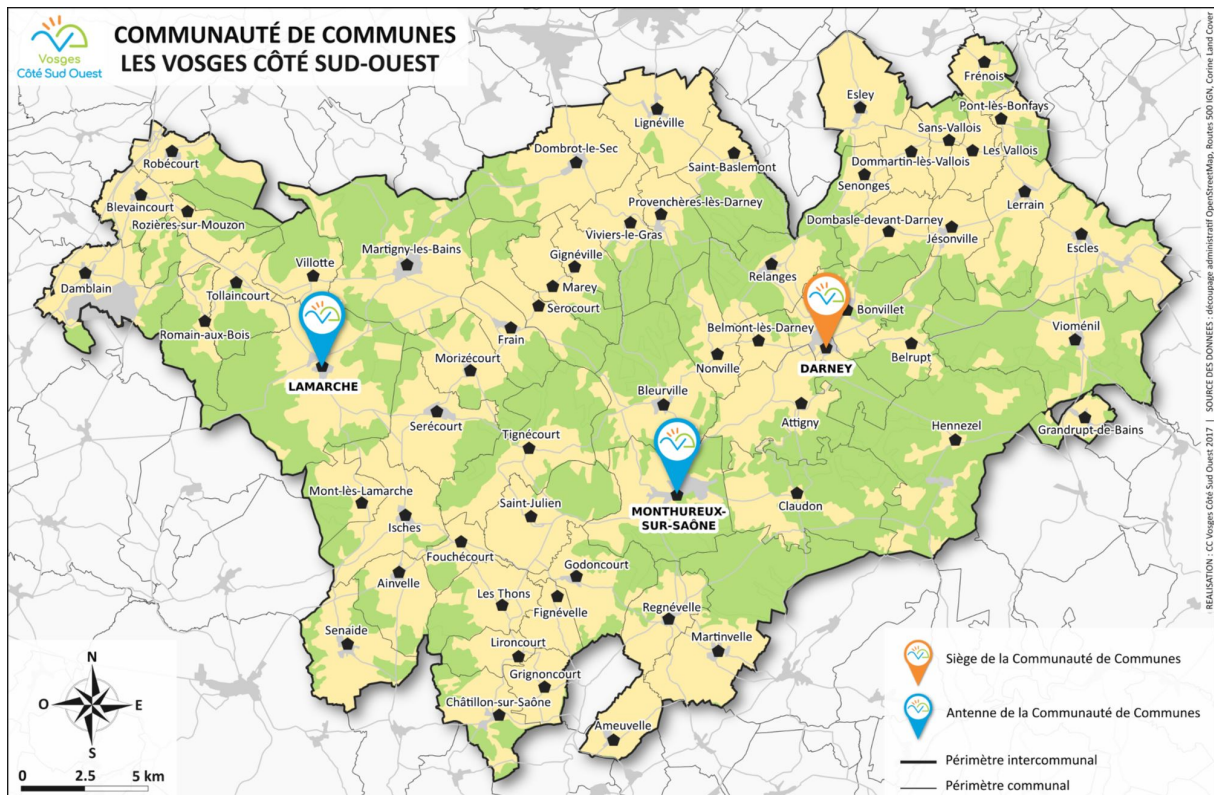 Vosges
Côté Sud Ouest
COMMUNAUTÉ DE COMMUNES
LES VOSGES CÔTÉ SUD-OUEST
Frénois
Esley
Pont-lès-Bonfays
Lignéville
Sans-Vallois
Dombrot-le-Sec
Les Vallois
Dommartin-lès-Vallois
Robécourt
Saint-Baslemont
Senonges
Blevaincourt
Provenchères-lès-Darney
Lerrain
Rozières-sur-Mouzon
Dombasle-devant-Darney
Viviers-le-Gras
Jésonville
Escles
Martigny-les-Bains
Gignéville
Villotte
Relanges
Damblain
Marey
Tollaincourt
Serocourt
Bonvillet
Romain-aux-Bois
Belmont-lès-Darney
Vioménil
Frain
Belrupt
Morizécourt
Nonville
DARNEY
LAMARCHE
Bleurville
Serécourt
Attigny
Hennezel
Grandrupt-de-Bains
Tignécourt
Mont-lès-Lamarche
Saint-Julien
MONTHUREUX-
SUR-SAÔNE
Claudon
Isches
Fouchécourt
Godoncourt
Ainvelle
Les Thons
Fignévelle
Regnévelle
Senaide
Martinvelle
Lironcourt
Grignoncourt
Châtillon-sur-Saône
Ameuvelle
N
O
E
S
0 2.5 5 km
Siège de la Communauté de Communes
Antenne de la Communauté de Communes
Périmètre intercommunal
Périmètre communal
REALISATION : CC Vosges Côté Sud Ouest 2017 | SOURCE DES DONNEES : découpage administratif OpenStreetMap, Routes 500 IGN, Corine Land Cover